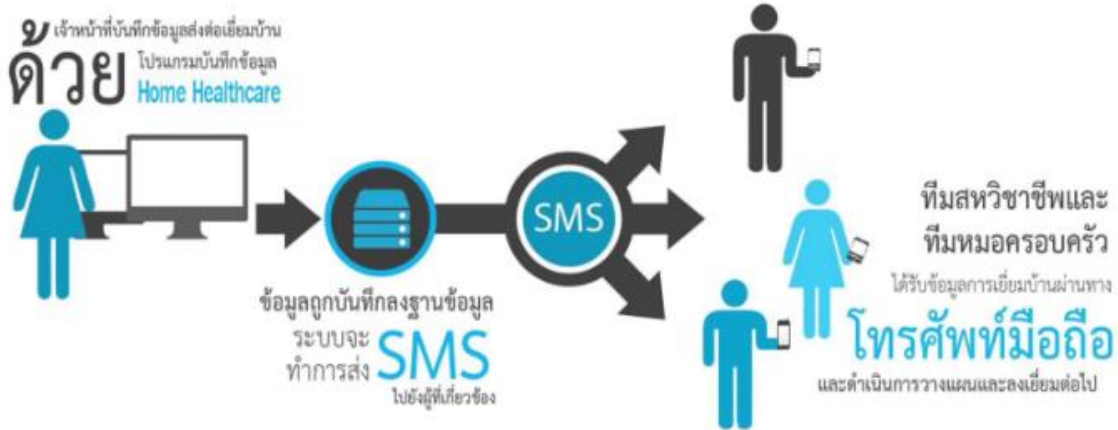 เจ้าหน้าที่บันทึกข้อมูลส่งต่อเยี่ยมบ้าน
ด้วย โปรแกรมบันทึกข้อมูล
Home Healthcare
SMS
ข้อมูลถูกบันทึกลงฐานข้อมูล
ระบบจะ
ทำการส่ง SMS
ไปยังผู้ที่เกี่ยวข้อง
ทีมสหวิชาชีพและ
ทีมหมอครอบครัว
ได้รับข้อมูลการเยี่ยมบ้านผ่านทาง
โทรศัพท์มือถือ
และดำเนินการวางแผนและลงเยี่ยมต่อไป